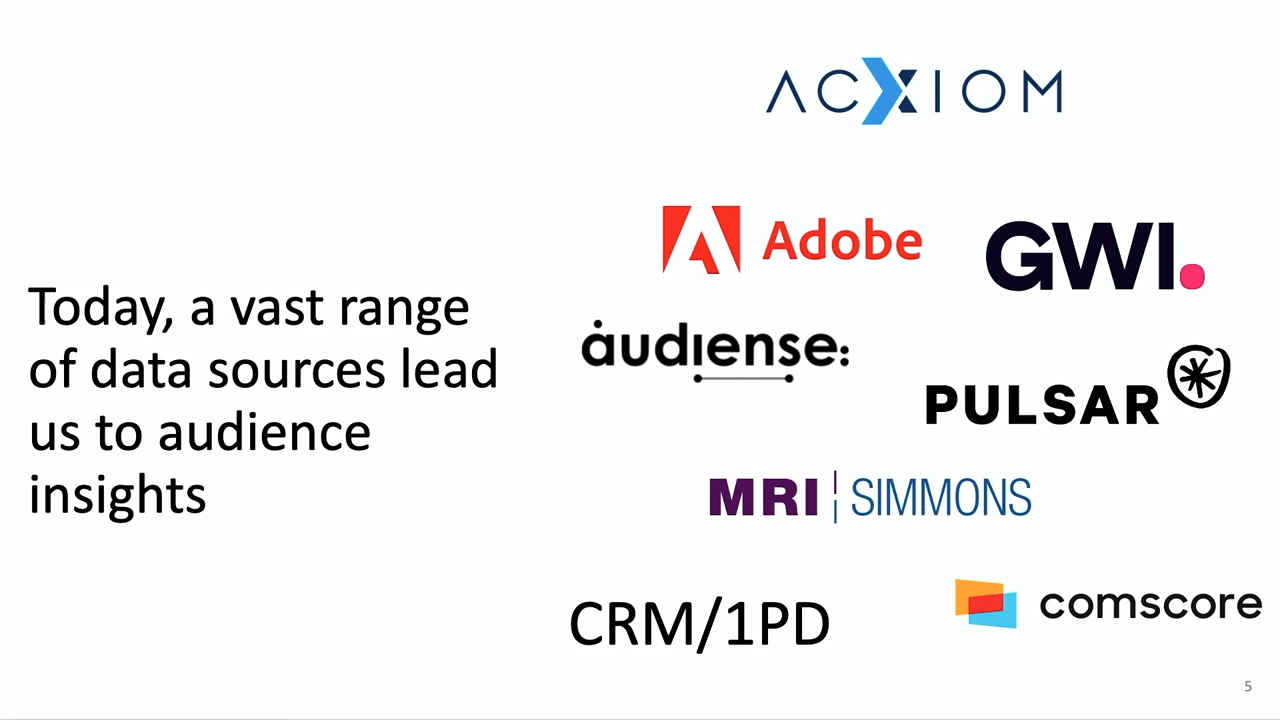 ACXIOM
Adobe
GWI.
Today, a vast range
of data sources lead
us to audience
insights
audiense:
PULSAR
MRI SIMMONS
CRM/1PD
comscore
5